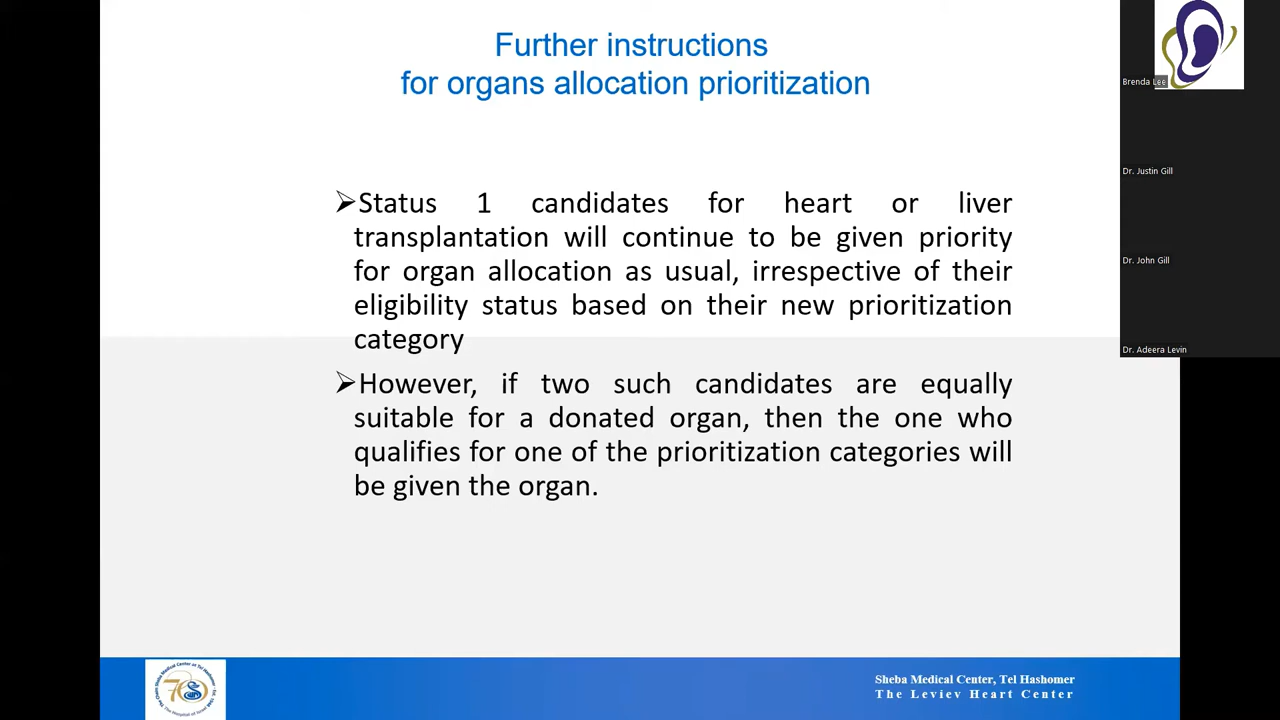 Further instructions
for organs allocation prioritization
Brenda Lee
Dr. Justin Gill
Dr. John Gill
Dr. Adeera Levin
➢Status 1 candidates for heart or liver
transplantation will continue to be given priority
for organ allocation as usual, irrespective of their
eligibility status based on their new prioritization
category
➢However, if two such candidates are equally
suitable for a donated organ, then the one who
qualifies for one of the prioritization categories will
be given the organ.
Sheba Medical Center, Tel Hashomer
The Leviev Heart Center